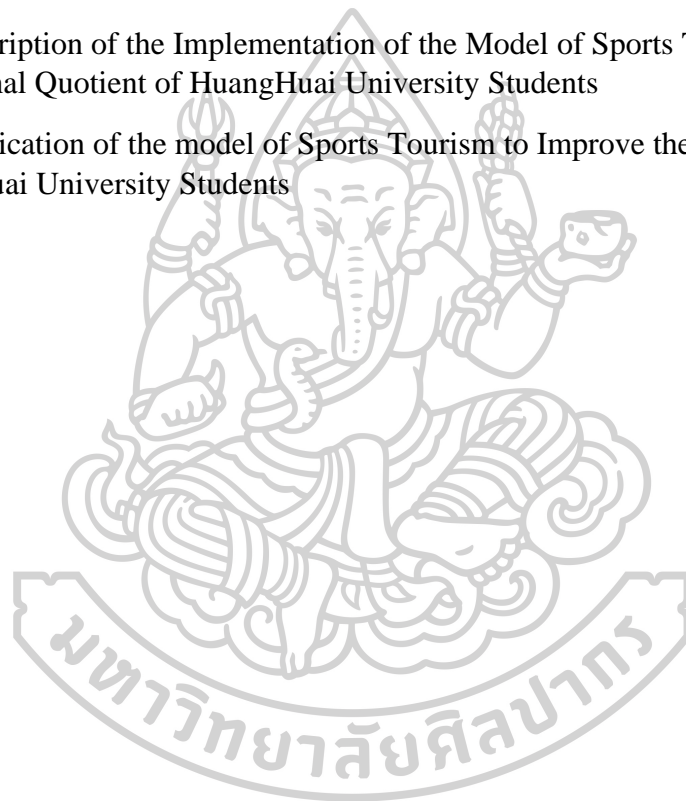 ription of the Implementation of the Model of Sports T
nal Quotient of HuangHuai University Students
ication of the model of Sports Tourism to Improve the
uai University Students
มหาวิทยาลัยศิลปากร